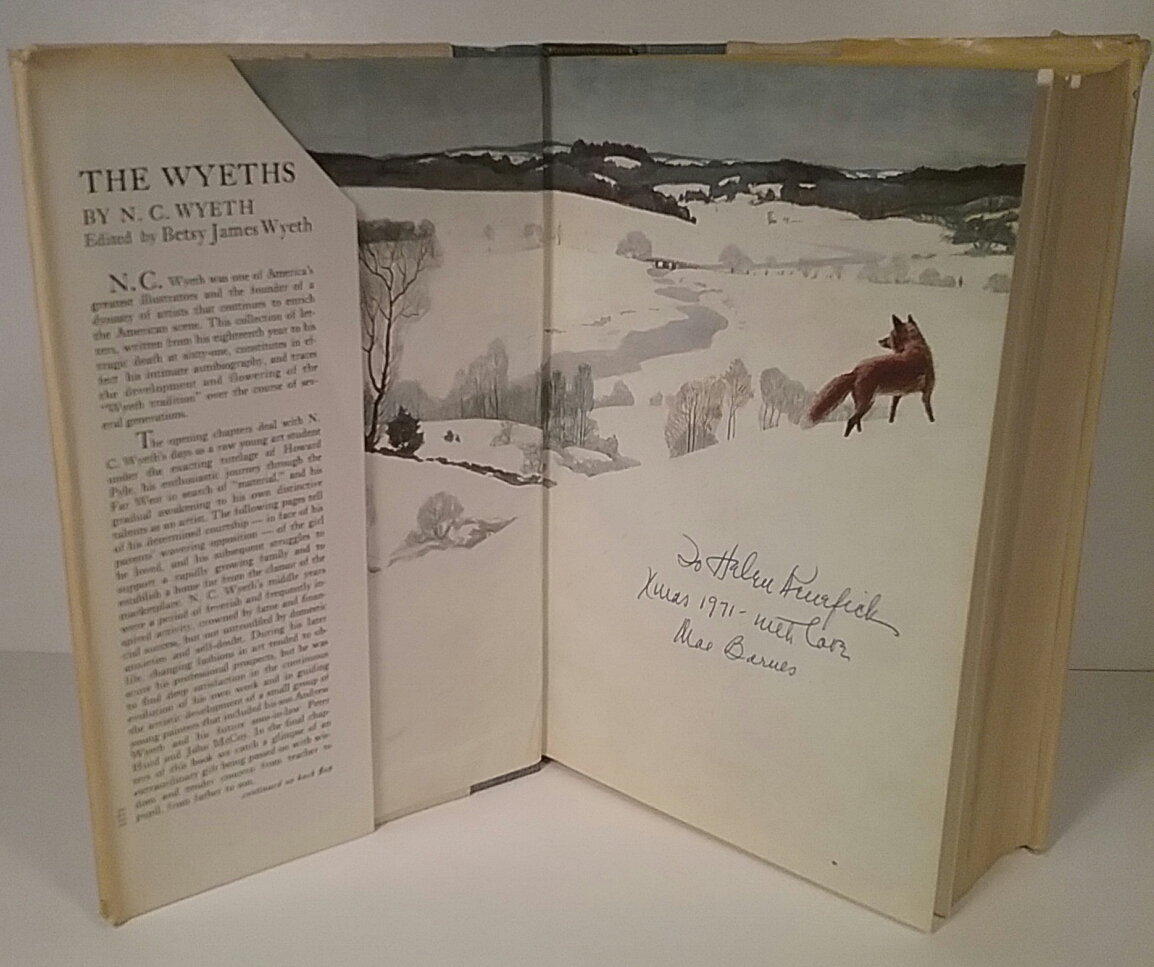 THE WYETHS
BY N. C. WYETH
Edited by Betsy James Wyeth
N.C. Wyeth was one of America's
greatest illustrators and the founder of a
dynasty of artists that continues to enrich
the American scene. This collection of let-
ters, written from his eighteenth year to his
tragic death at sixty-one, constitutes in ef-
fect his intimate autobiography, and traces
the development and flowering of the
"Wyeth tradition" over the course of sev-
eral generations.
The opening chapters deal with N.
C. Wyeth's days as a raw young art student
under the exacting tutelage of Howard
Pyle, his enthusiastic journey through the
Far West in search of "material," and his
gradual awakening to his own distinctive
talents as an artist. The following pages tell
of his determined courtship — in face of his
parents' wavering opposition — of the girl
he loved, and his subsequent struggles to
support a rapidly growing family and to
establish a home far from the clamor of the
marketplace. N. C. Wyeth's middle years
were a period of feverish and frequently in-
spired activity, crowned by fame and finan-
cial success, but not untroubled by domestic
anxieties and self-doubt. During his later
life, changing fashions in art tended to ob-
scure his professional prospects, but he was
to find deep satisfaction in the continuous
evolution of his own work and in guiding
the artistic development of a small group of
young painters that included his son Andrew
Wyeth and his future sons-in-law Peter
Hurd and John McCoy. In the final chap-
ters of this book we catch a glimpse of an
extraordinary gift being passed on with wis-
dom and tender concern from teacher to
pupil, from father to son.
continued on back flap
To Helen
Xmas 1971 - with love
Mae Barnes